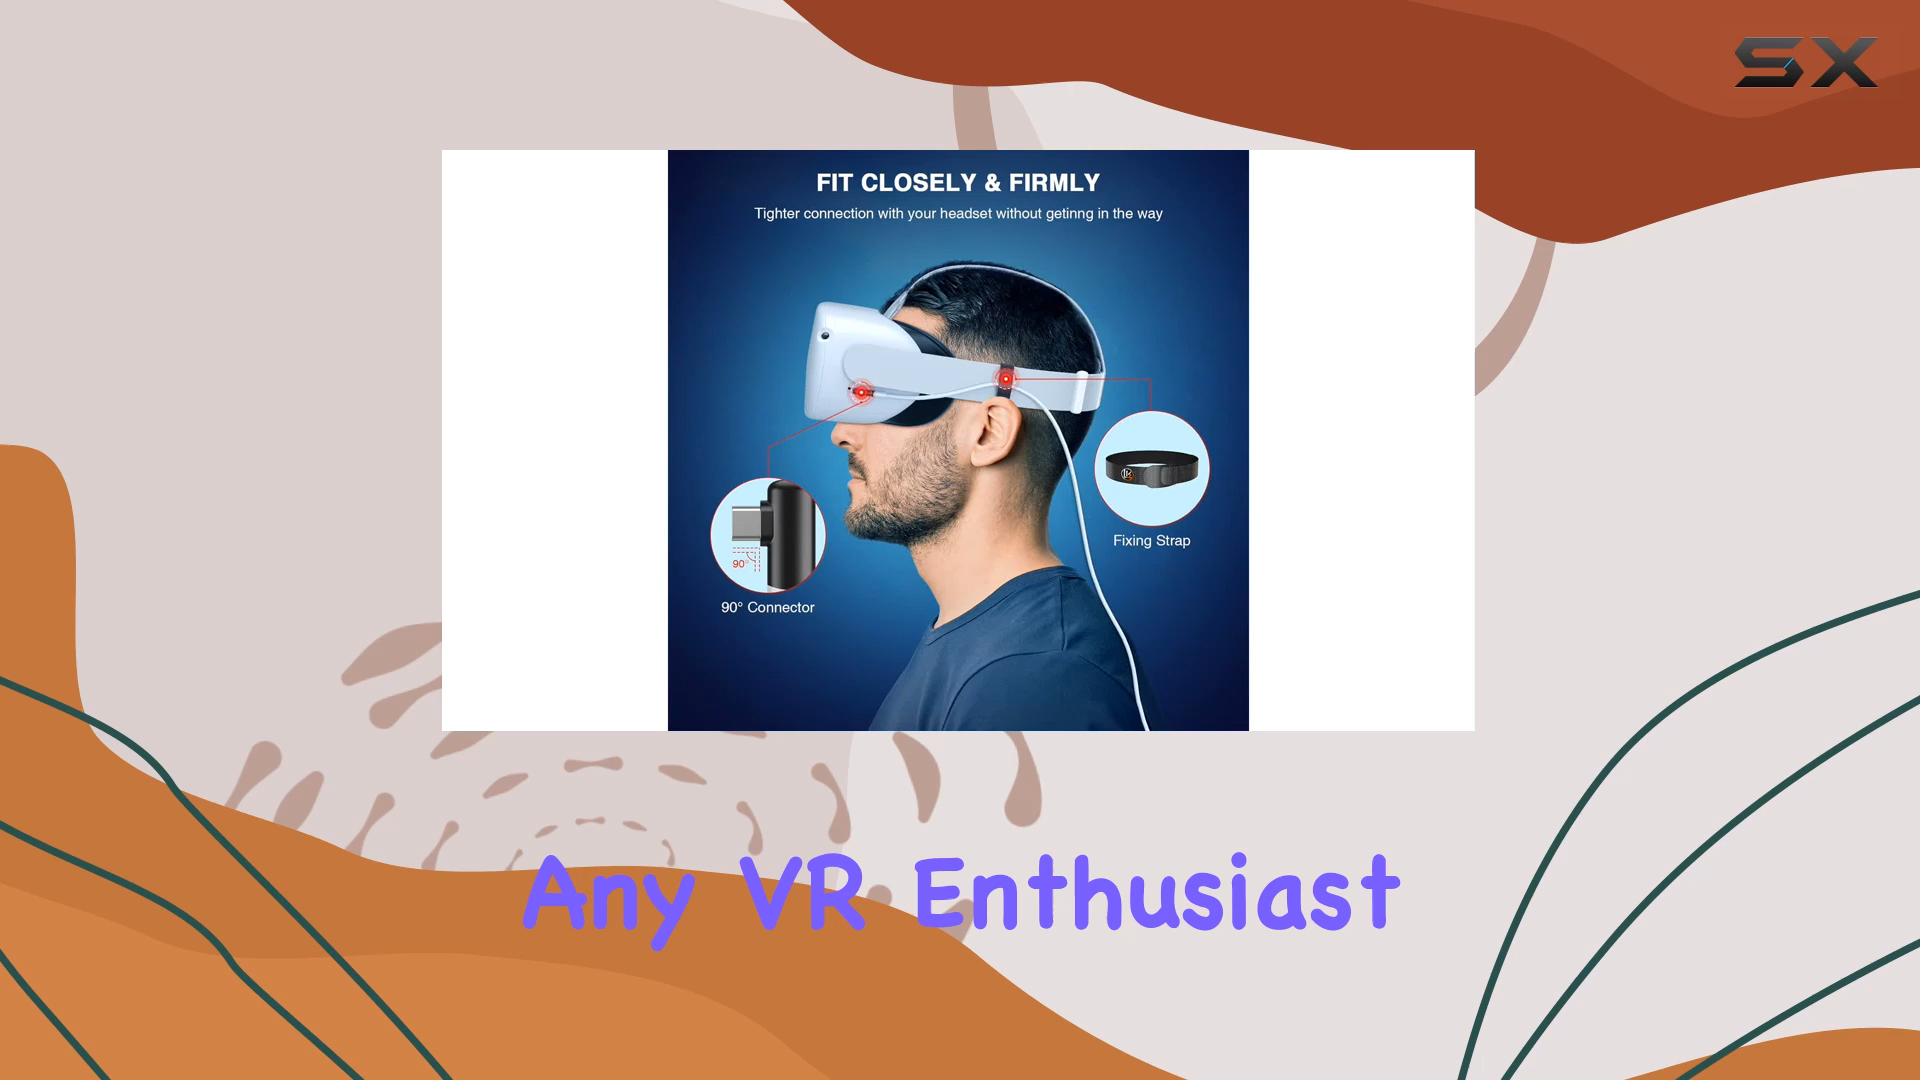 SX
FIT CLOSELY & FIRMLY
Tighter connection with your headset without getinng in the way
90°
90° Connector
Fixing Strap
Any VR Enthusiast